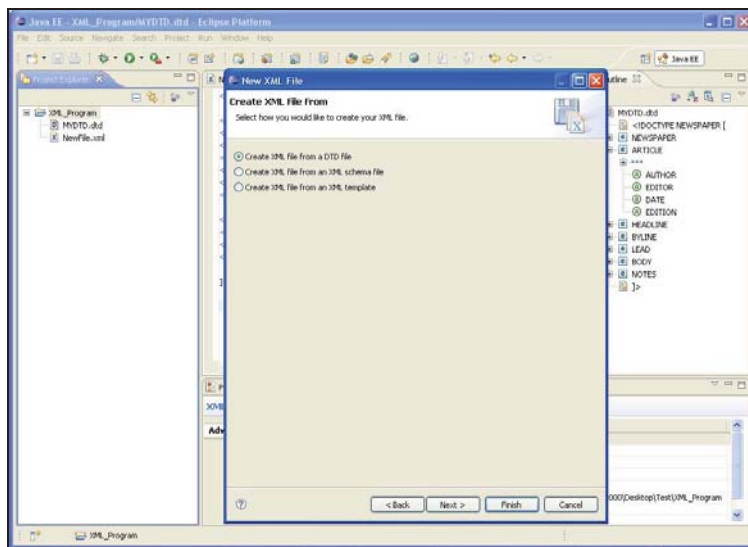 Java EE - XML_Program/MYDTD.dtd - Eclipse Platform
File Edit Source Navigate Search Project Run Window Help
Java EE
Project Explorer
XML_Program
MYDTD.dtd
NewFile.xml
New XML File
Create XML File From
Select how you would like to create your XML file.
Create XML file from a DTD file
Create XML file from an XML schema file
Create XML file from an XML template
< Back Next > Finish Cancel
utline
MYDTD.dtd
<!DOCTYPE NEWSPAPER [
NEWSPAPER
ARTICLE
***
AUTHOR
EDITOR
DATE
EDITION
HEADLINE
BYLINE
LEAD
BODY
NOTES
]>
XML
Adv
000\Desktop\Test\XML_Program
XML_Program